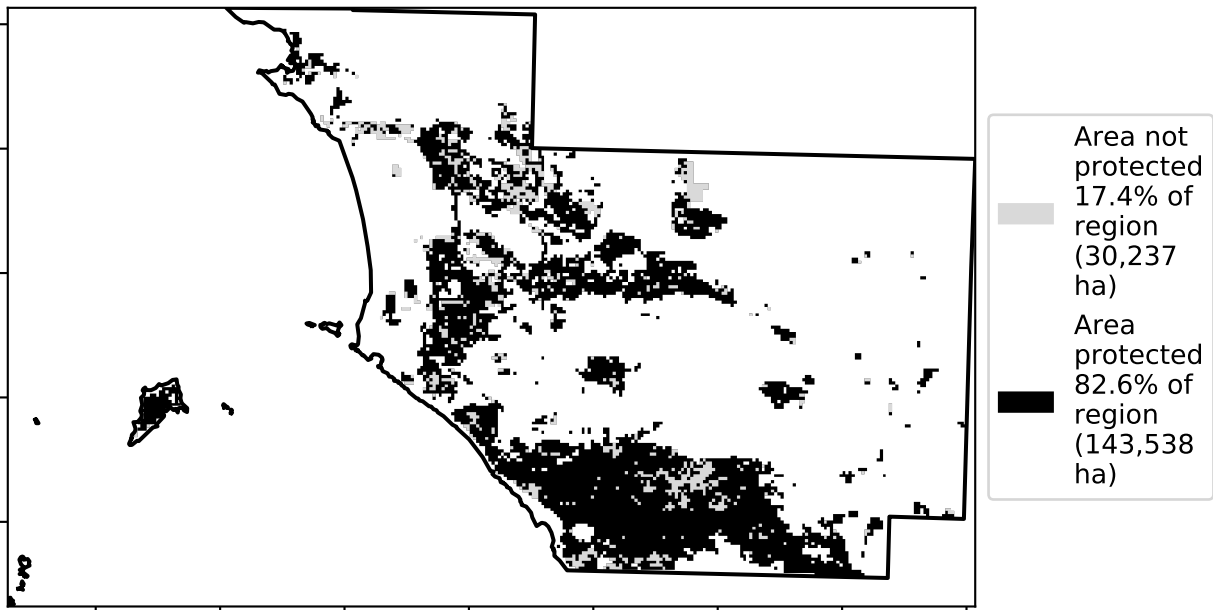 Area not
protected
17.4% of
region
(30,237
ha)
Area
protected
82.6% of
region
(143,538
ha)